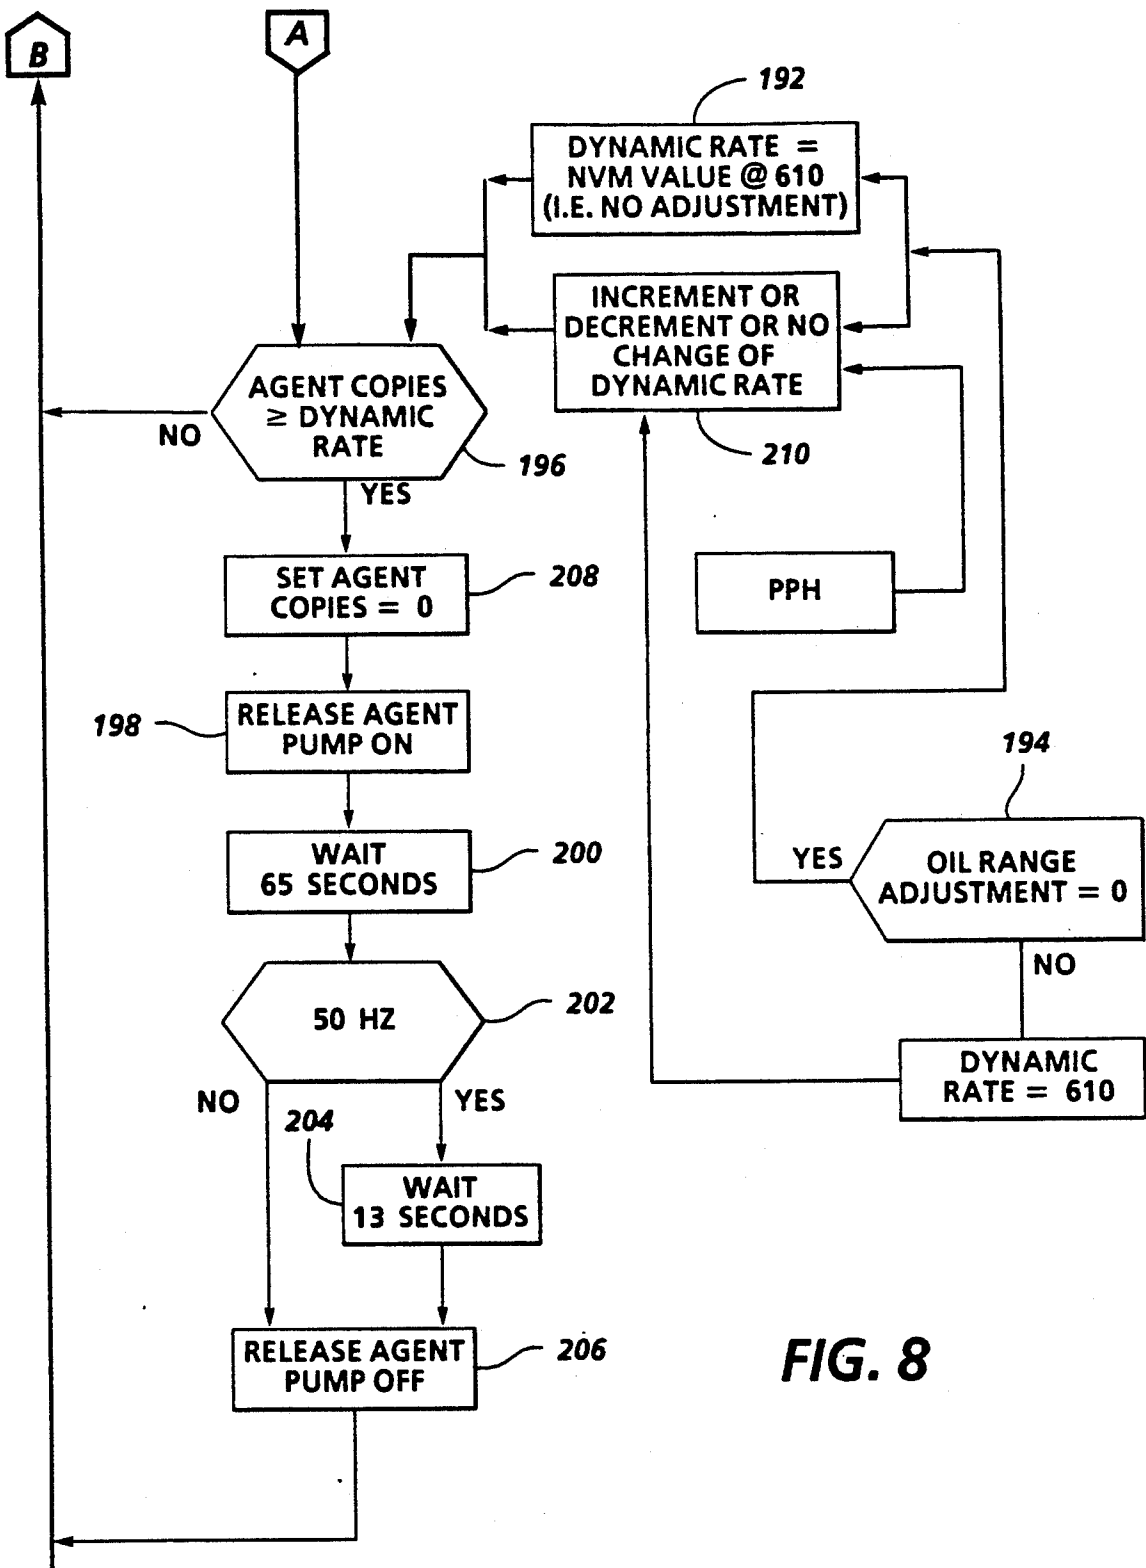 B
A
192
DYNAMIC RATE =
NVM VALUE @ 610
(I.E. NO ADJUSTMENT)
INCREMENT OR
DECREMENT OR NO
CHANGE OF
DYNAMIC RATE
210
AGENT COPIES
≥ DYNAMIC
RATE
NO
196
YES
SET AGENT
COPIES = 0
208
PPH
RELEASE AGENT
PUMP ON
198
194
WAIT
65 SECONDS
200
YES
OIL RANGE
ADJUSTMENT = 0
NO
50 HZ
202
DYNAMIC
RATE = 610
NO
YES
204
WAIT
13 SECONDS
RELEASE AGENT
PUMP OFF
206
FIG. 8